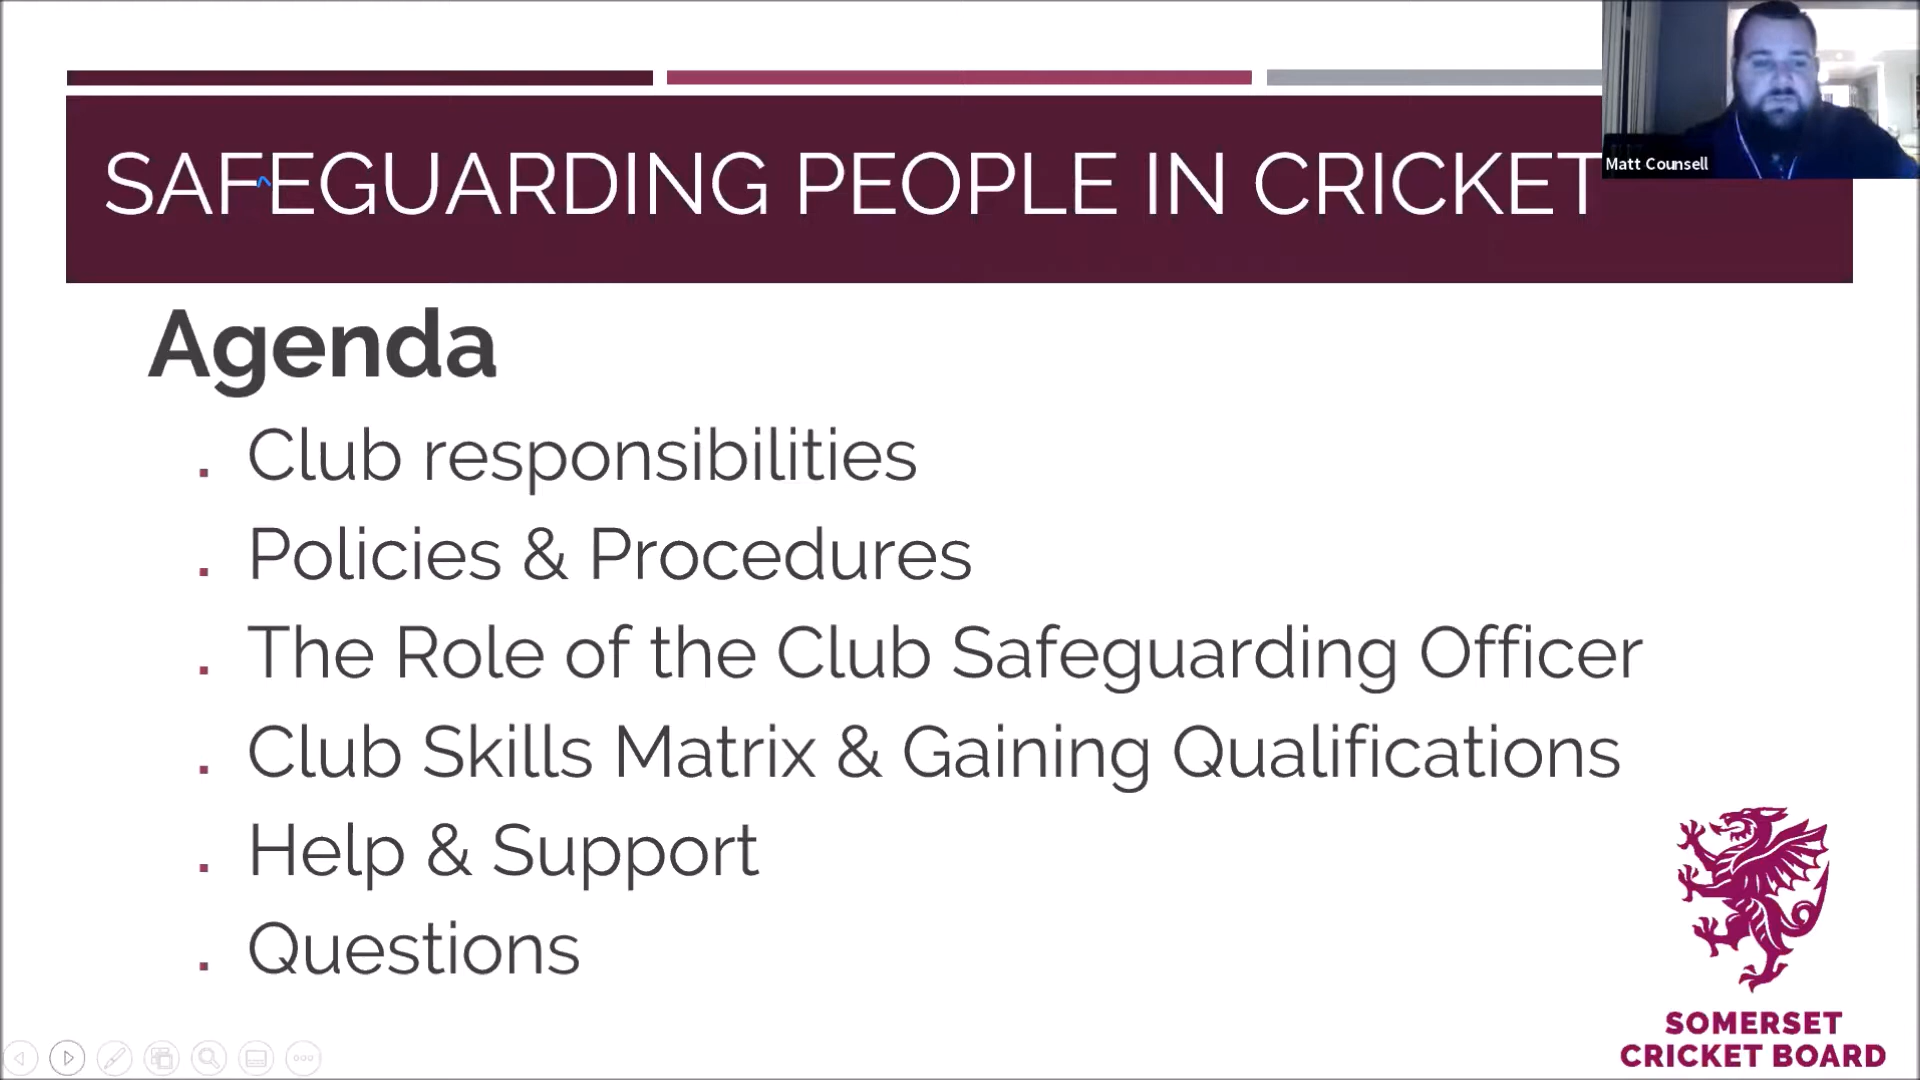 SAFEGUARDING PEOPLE IN CRICKET
Matt Counsell
Agenda
Club responsibilities
Policies & Procedures
The Role of the Club Safeguarding Officer
Club Skills Matrix & Gaining Qualifications
Help & Support
Questions
SOMERSET
CRICKET BOARD